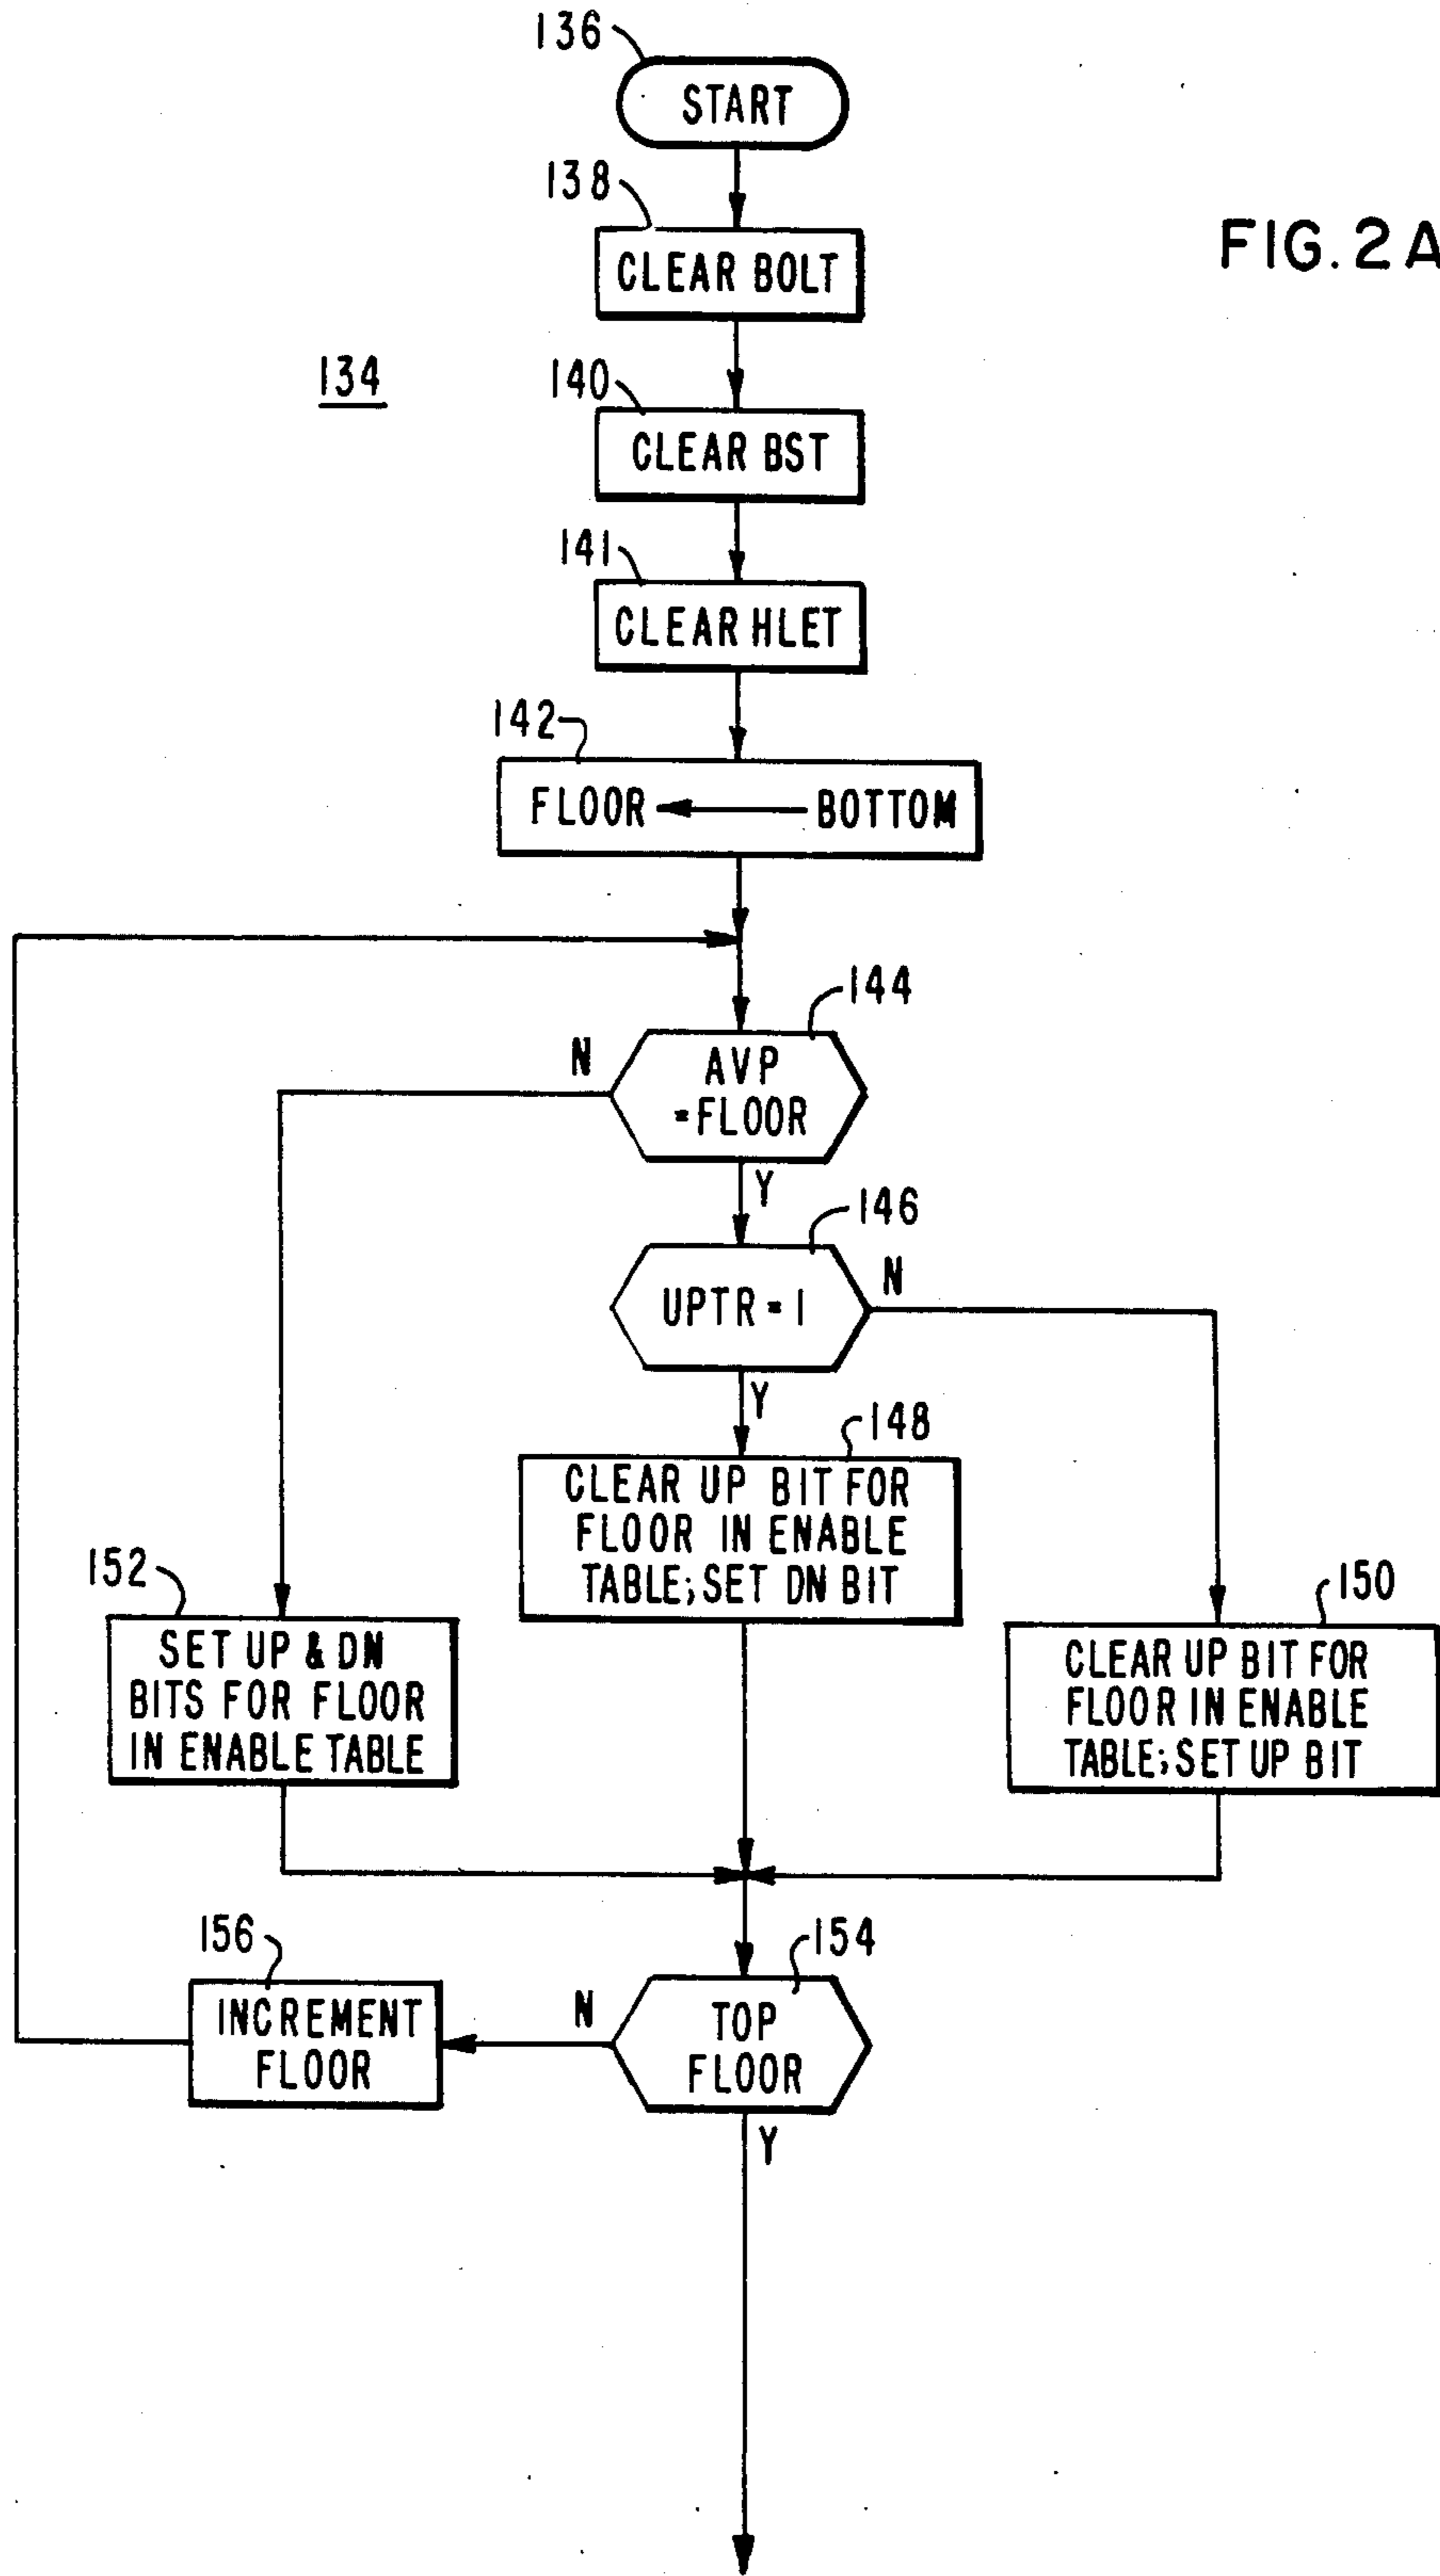 136
START
138
CLEAR BOLT
FIG. 2A
134
140
CLEAR BST
141
CLEAR HLET
142
FLOOR BOTTOM
144
N
AVP
=FLOOR
Y
146
N
UPTR = 1
Y
148
CLEAR UP BIT FOR
FLOOR IN ENABLE
TABLE; SET DN BIT
152
SET UP & DN
BITS FOR FLOOR
IN ENABLE TABLE
150
CLEAR UP BIT FOR
FLOOR IN ENABLE
TABLE; SET UP BIT
156
INCREMENT
FLOOR
N
154
TOP
FLOOR
Y